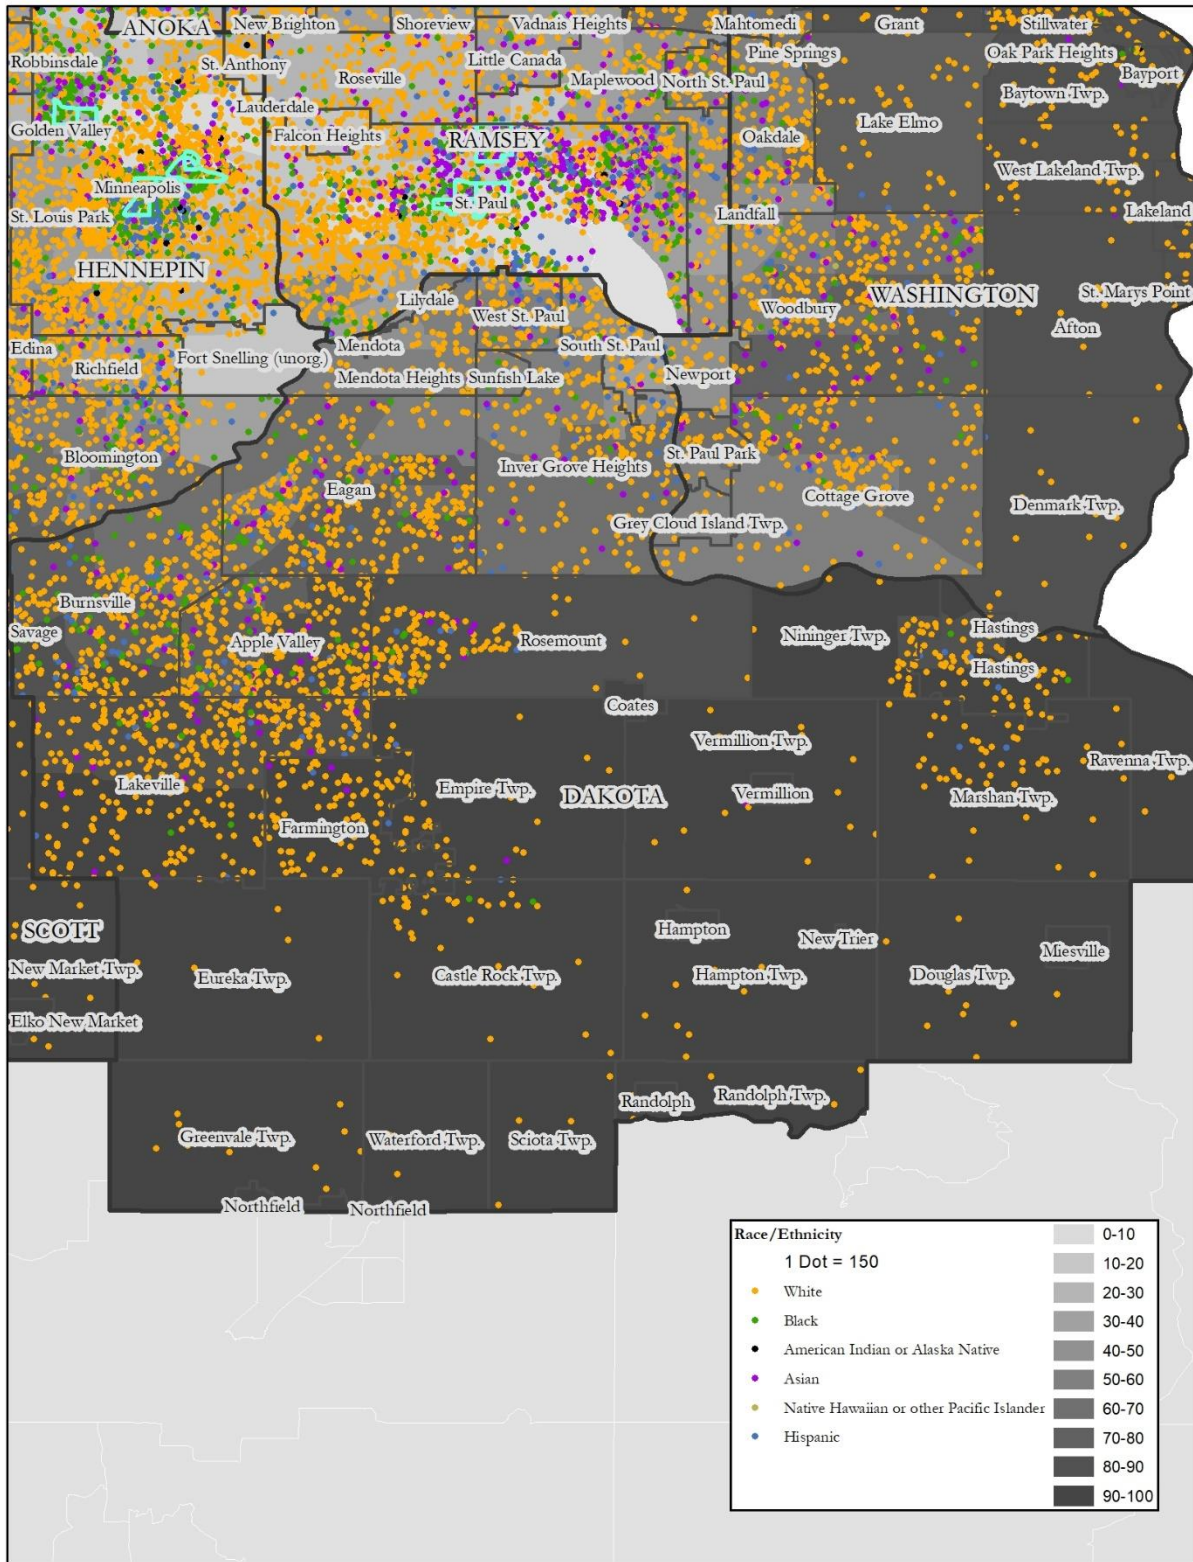 ANOKA
New Brighton
Shoreview
Vadnais Heights
Mahtomedi
Grant
Stillwater
Robbinsdale
St. Anthony
Roseville
Little Canada
Maplewood
North St. Paul
Pine Springs
Oak Park Heights
Bayport
Baytown Twp.
Lauderdale
Golden Valley
Falcon Heights
RAMSEY
Oakdale
Lake Elmo
West Lakeland Twp.
Minneapolis
St. Louis Park
St. Paul
Landfall
Lakeland
HENNEPIN
Lilydale
West St. Paul
Woodbury
WASHINGTON
St. Marys Point
Afton
Edina
Richfield
Fort Snelling (unorg.)
Mendota
South St. Paul
Mendota Heights
Sunfish Lake
Newport
Bloomington
Eagan
Inver Grove Heights
St. Paul Park
Cottage Grove
Denmark Twp.
Grey Cloud Island Twp.
Burnsville
Savage
Apple Valley
Rosemount
Nininger Twp.
Hastings
Hastings
Coates
Vermillion Twp.
Ravenna Twp.
Lakeville
Empire Twp.
DAKOTA
Vermillion
Marshan Twp.
Farmington
SCOTT
Hampton
New Trier
Miesville
New Market Twp.
Eureka Twp.
Castle Rock Twp.
Hampton Twp.
Douglas Twp.
Elko New Market
Randolph
Randolph Twp.
Greenvale Twp.
Waterford Twp.
Sciota Twp.
Northfield
Northfield
Race/Ethnicity
1 Dot = 150
White
Black
American Indian or Alaska Native
Asian
Native Hawaiian or other Pacific Islander
Hispanic
0-10
10-20
20-30
30-40
40-50
50-60
60-70
70-80
80-90
90-100